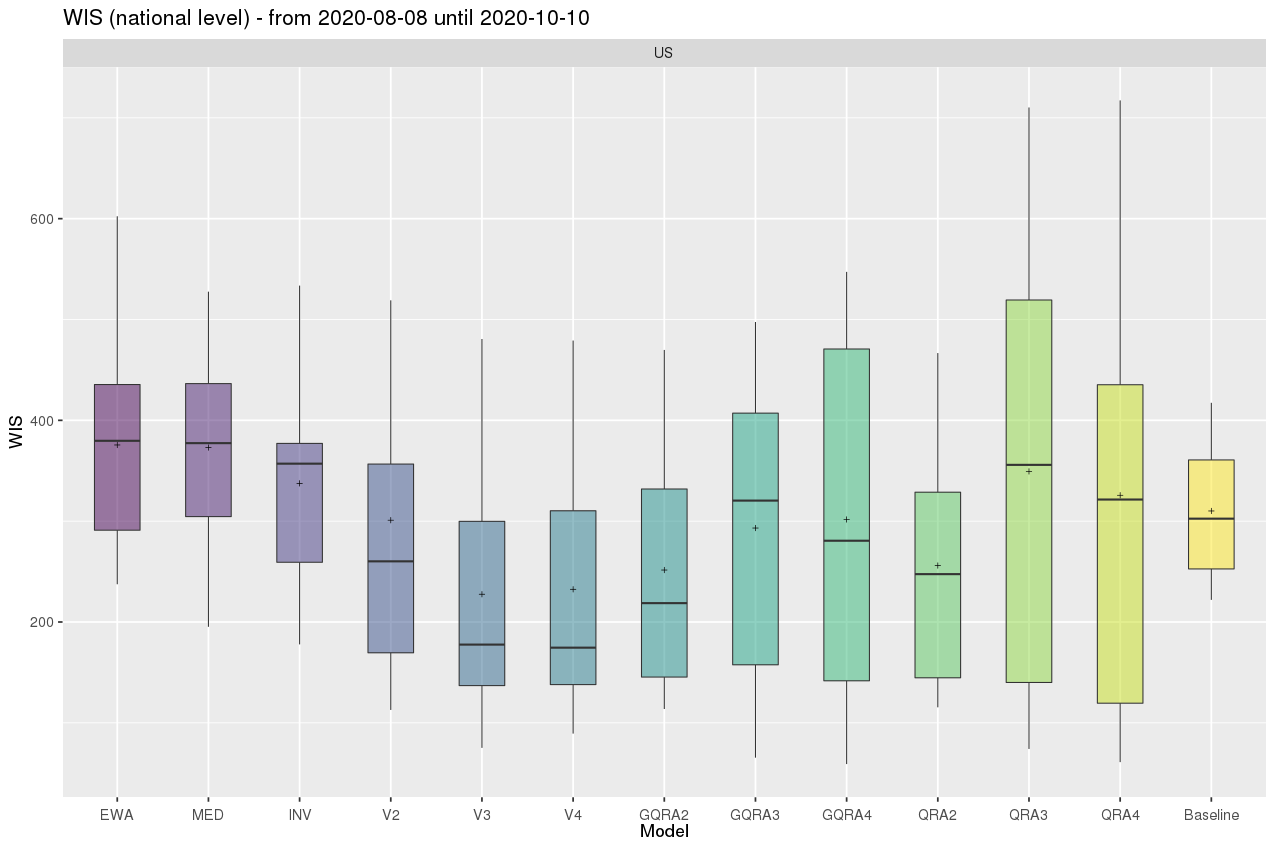 WIS (national level) - from 2020-08-08 until 2020-10-10
US
WIS
600
400
200
EWA MED INV V2 V3 V4 GQRA2 GQRA3 GQRA4 QRA2 QRA3 QRA4 Baseline
Model